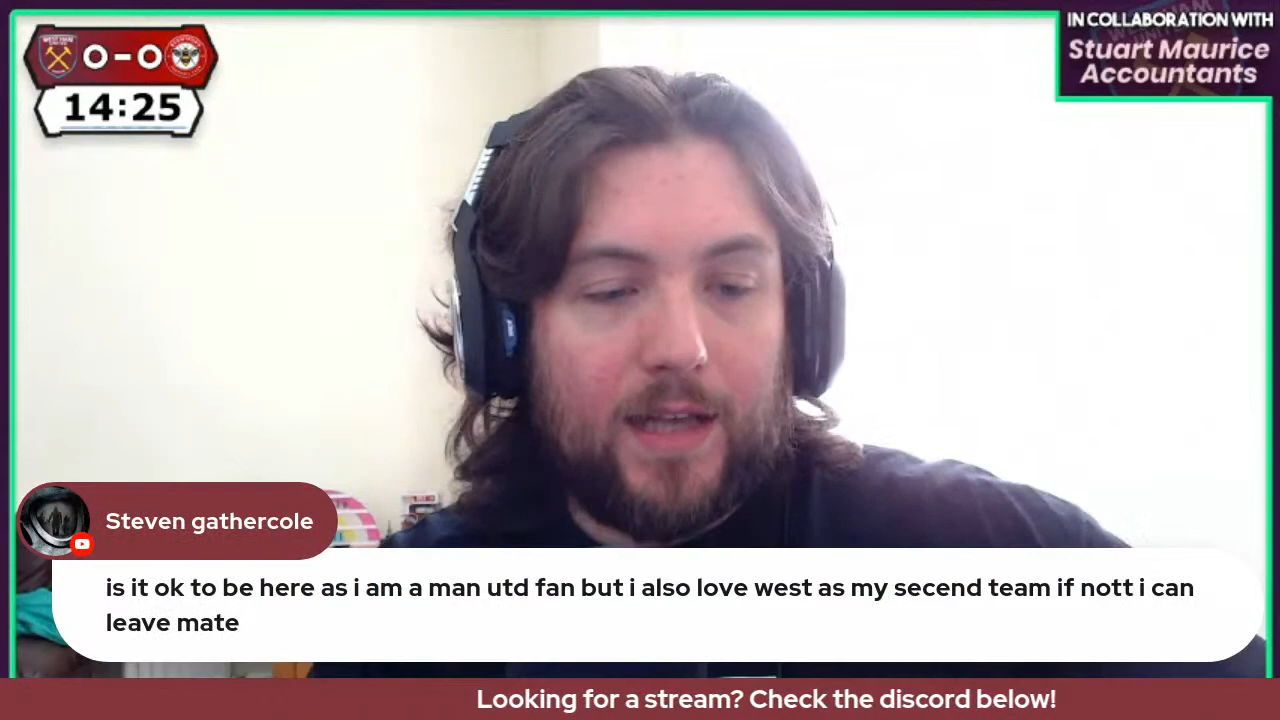 IN COLLABORATION WITH
Stuart Maurice
Accountants
0-0
14:25
Steven gathercole
is it ok to be here as i am a man utd fan but i also love west as my secend team if nott i can
leave mate
Looking for a stream? Check the discord below!